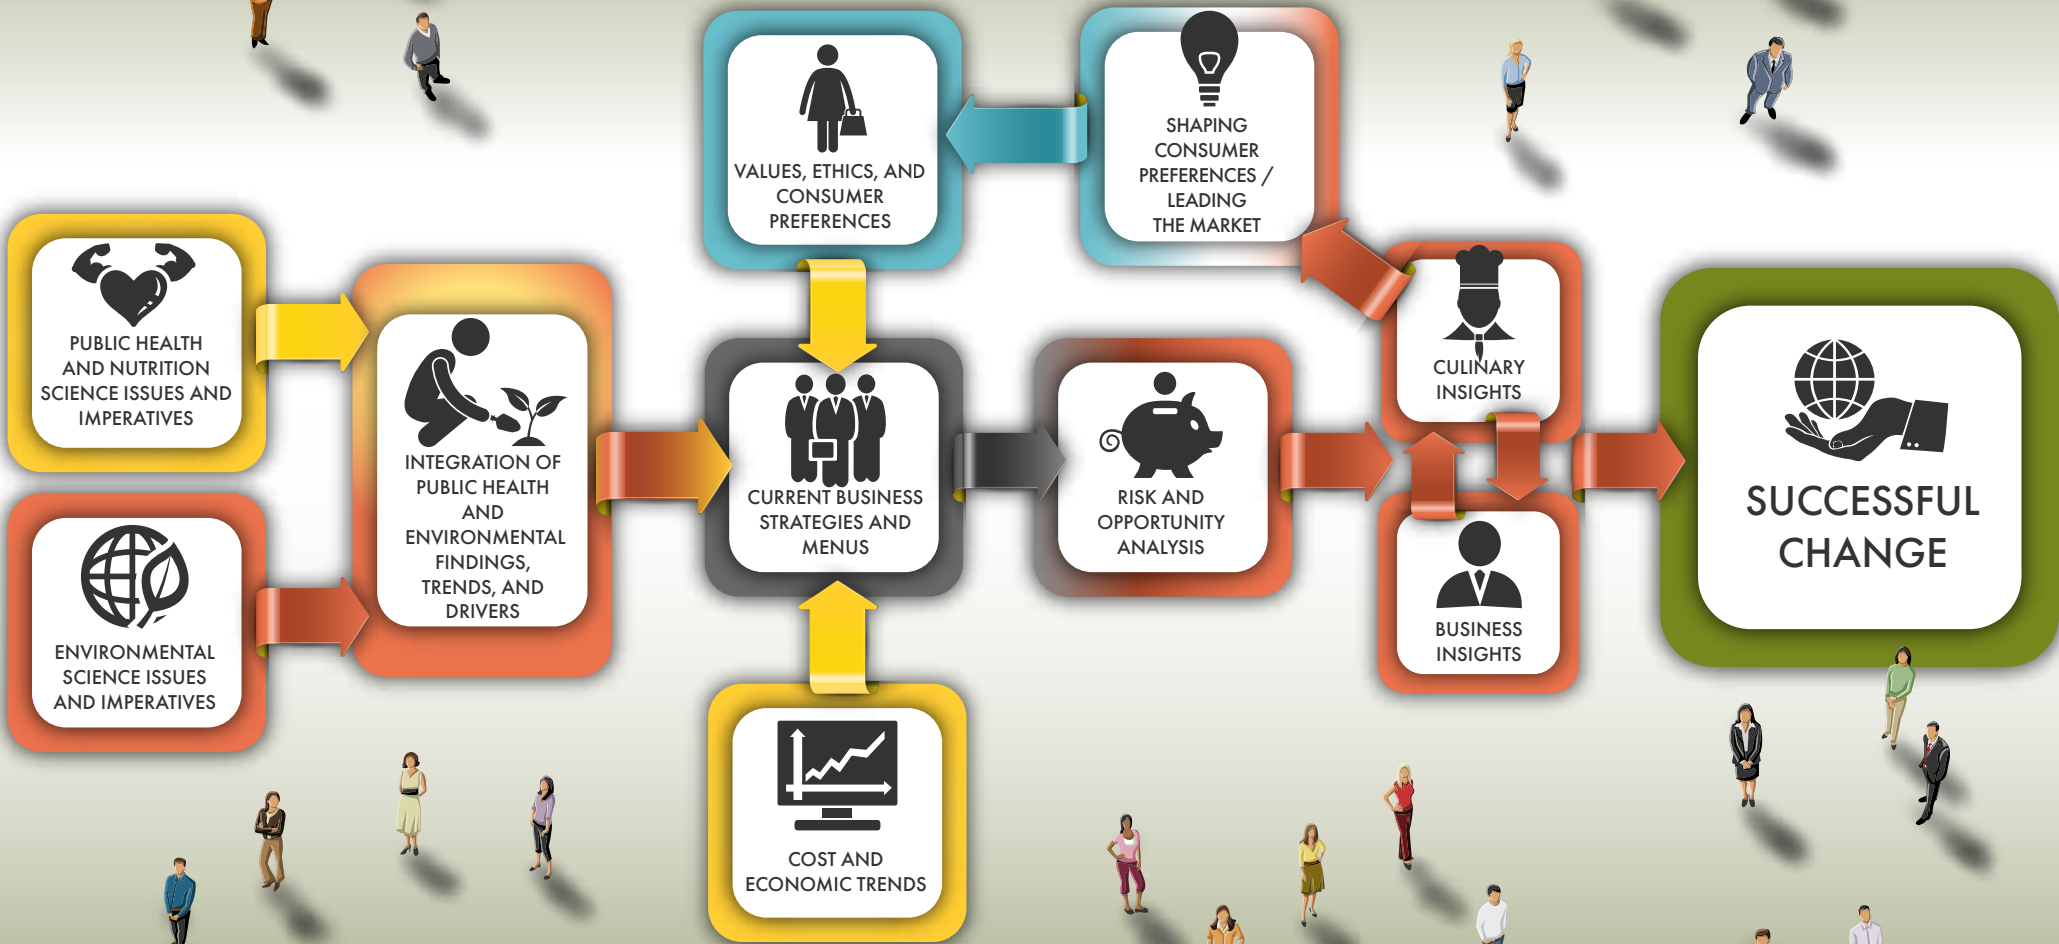 VALUES, ETHICS, AND
CONSUMER
PREFERENCES
SHAPING
CONSUMER
PREFERENCES /
LEADING
THE MARKET
PUBLIC HEALTH
AND NUTRITION
SCIENCE ISSUES AND
IMPERATIVES
INTEGRATION OF
PUBLIC HEALTH
AND
ENVIRONMENTAL
FINDINGS,
TRENDS, AND
DRIVERS
ENVIRONMENTAL
SCIENCE ISSUES
AND IMPERATIVES
CURRENT BUSINESS
STRATEGIES AND
MENUS
RISK AND
OPPORTUNITY
ANALYSIS
CULINARY
INSIGHTS
BUSINESS
INSIGHTS
SUCCESSFUL
CHANGE
COST AND
ECONOMIC TRENDS